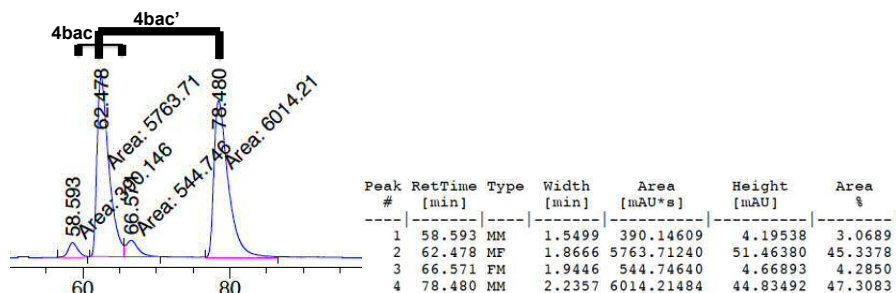 4bac'
4bac
58.593
Area: 390.146
62.478
Area: 5763.71
66.571
Area: 544.746
78.480
Area: 6014.21
60
80
Peak RetTime Type Width Area Height Area
# [min] [min] [mAU*s] [mAU] %
----|-------|----|-------|----------|----------|--------|
1 58.593 MM 1.5499 390.14609 4.19538 3.0689
2 62.478 MF 1.8666 5763.71240 51.46380 45.3378
3 66.571 FM 1.9446 544.74640 4.66893 4.2850
4 78.480 MM 2.2357 6014.21484 44.83492 47.3083